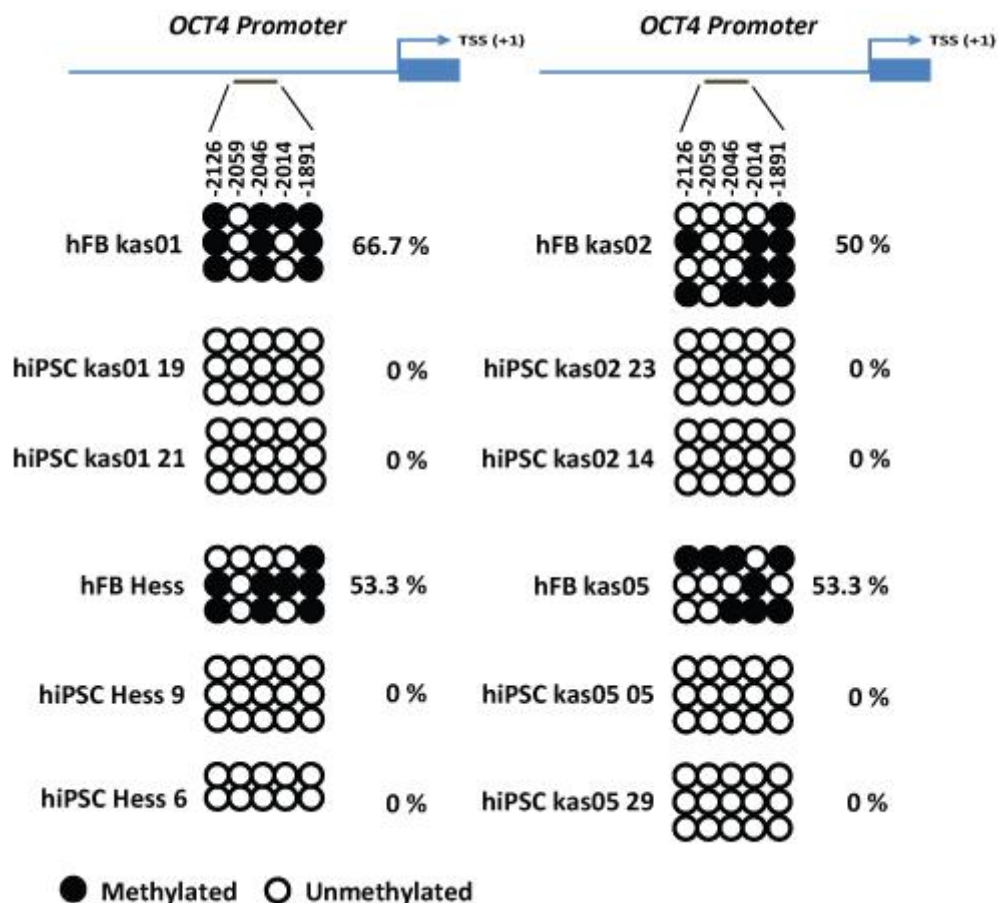 OCT4 Promoter
TSS (+1)
-2126
-2059
-2046
-2014
-1891
hFB kas01
66.7 %
hiPSC kas01 19
0 %
hiPSC kas01 21
0 %
hFB Hess
53.3 %
hiPSC Hess 9
0 %
hiPSC Hess 6
0 %
OCT4 Promoter
TSS (+1)
-2126
-2059
-2046
-2014
-1891
hFB kas02
50 %
hiPSC kas02 23
0 %
hiPSC kas02 14
0 %
hFB kas05
53.3 %
hiPSC kas05 05
0 %
hiPSC kas05 29
0 %
Methylated
Unmethylated